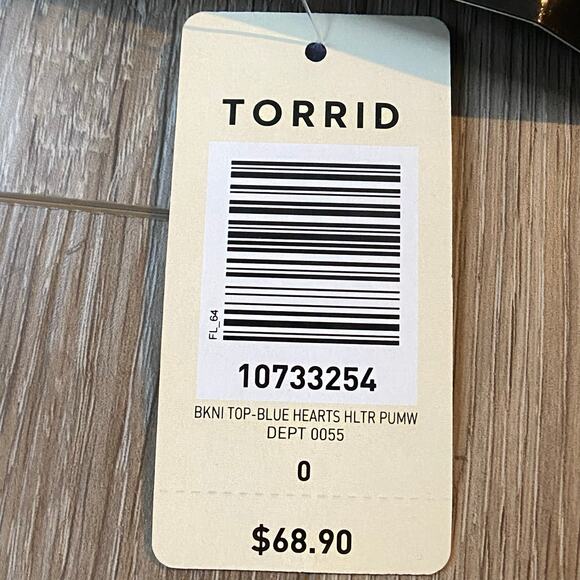 TORRID
FL_64
10733254
BKNI TOP-BLUE HEARTS HLTR PUMW
DEPT 0055
0
$68.90